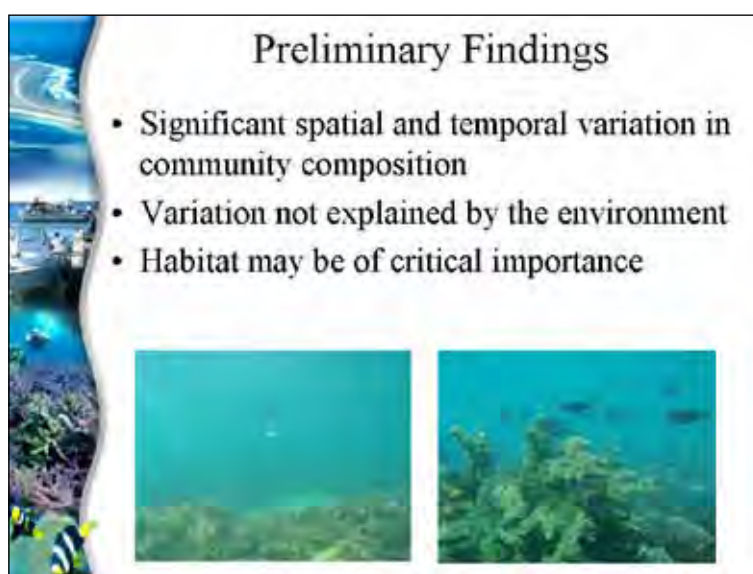 Preliminary Findings
• Significant spatial and temporal variation in
community composition
• Variation not explained by the environment
• Habitat may be of critical importance